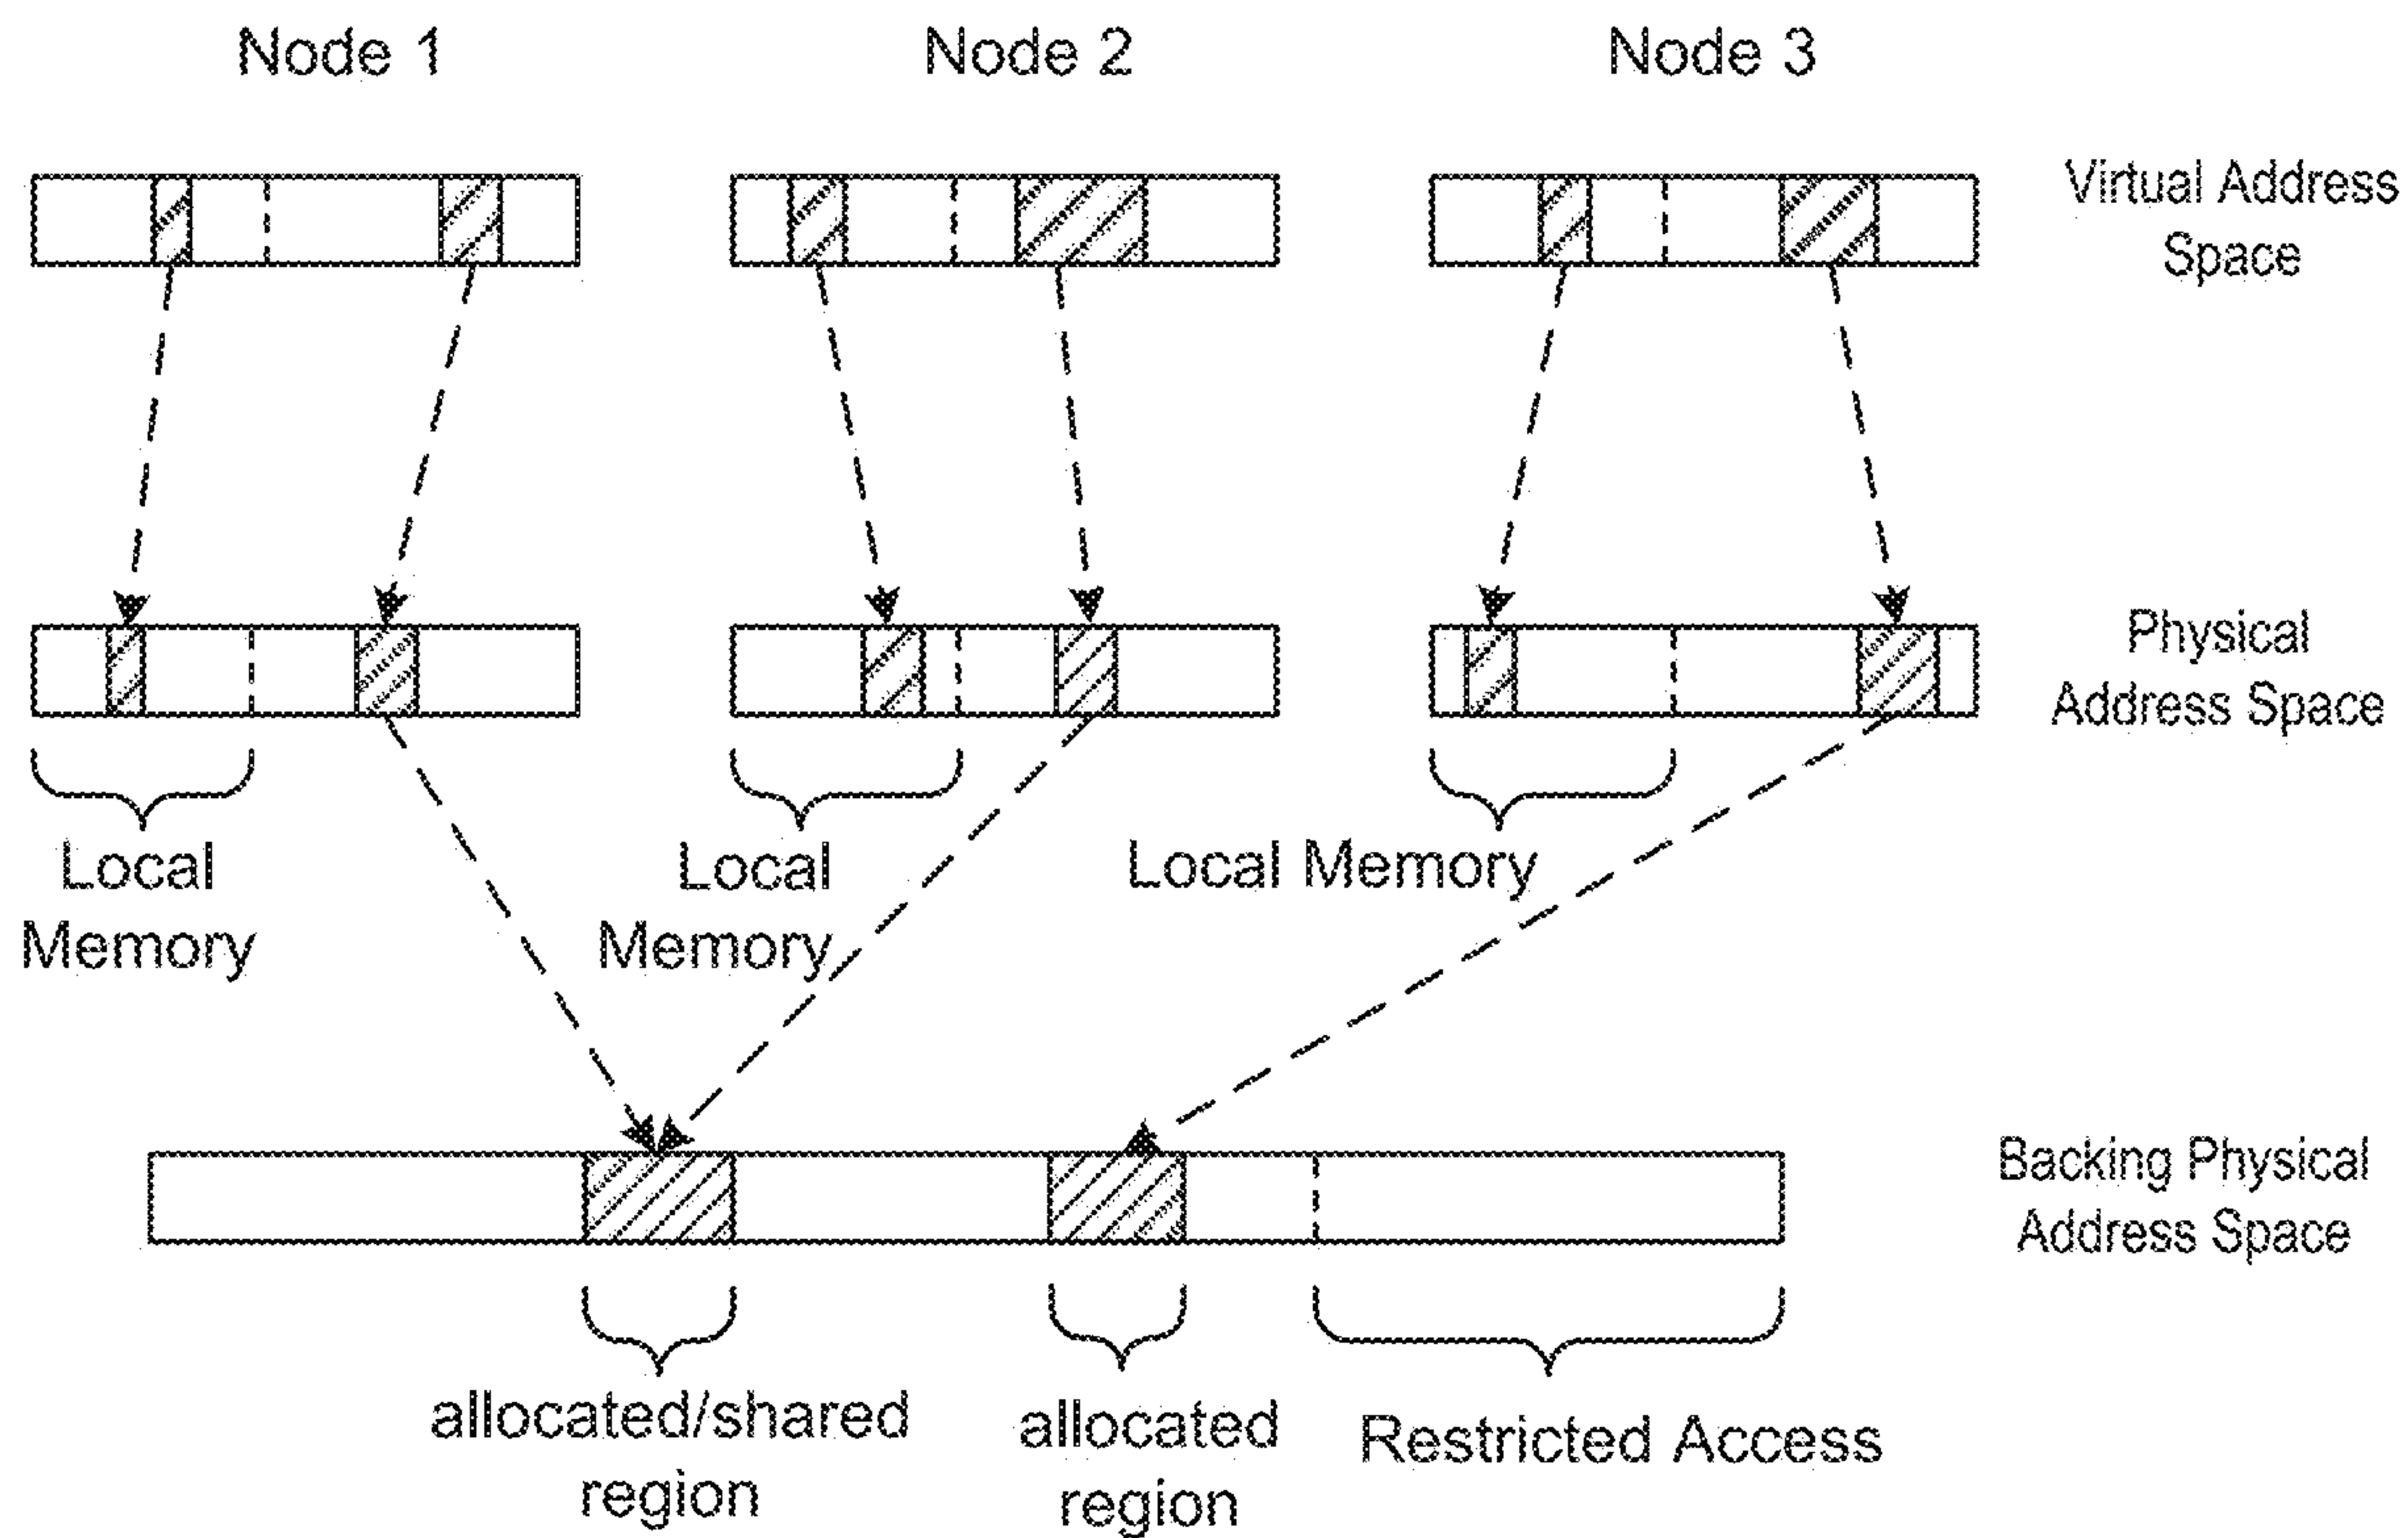 Node 1
Node 2
Node 3
Virtual Address
Space
Physical
Address Space
Local
Memory
Local
Memory
Local Memory
Backing Physical
Address Space
allocated/shared
region
allocated
region
Restricted Access